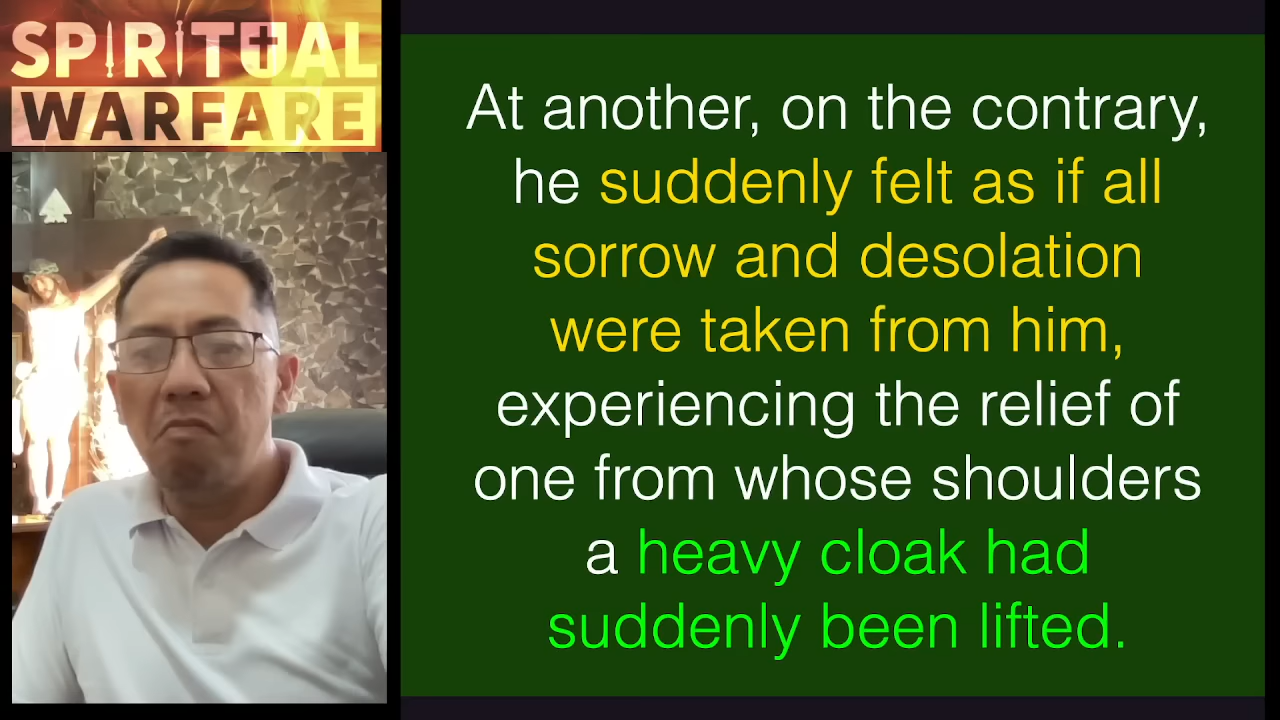 SPIRITUAL
WARFARE
At another, on the contrary,
he suddenly felt as if all
sorrow and desolation
were taken from him,
experiencing the relief of
one from whose shoulders
a heavy cloak had
suddenly been lifted.